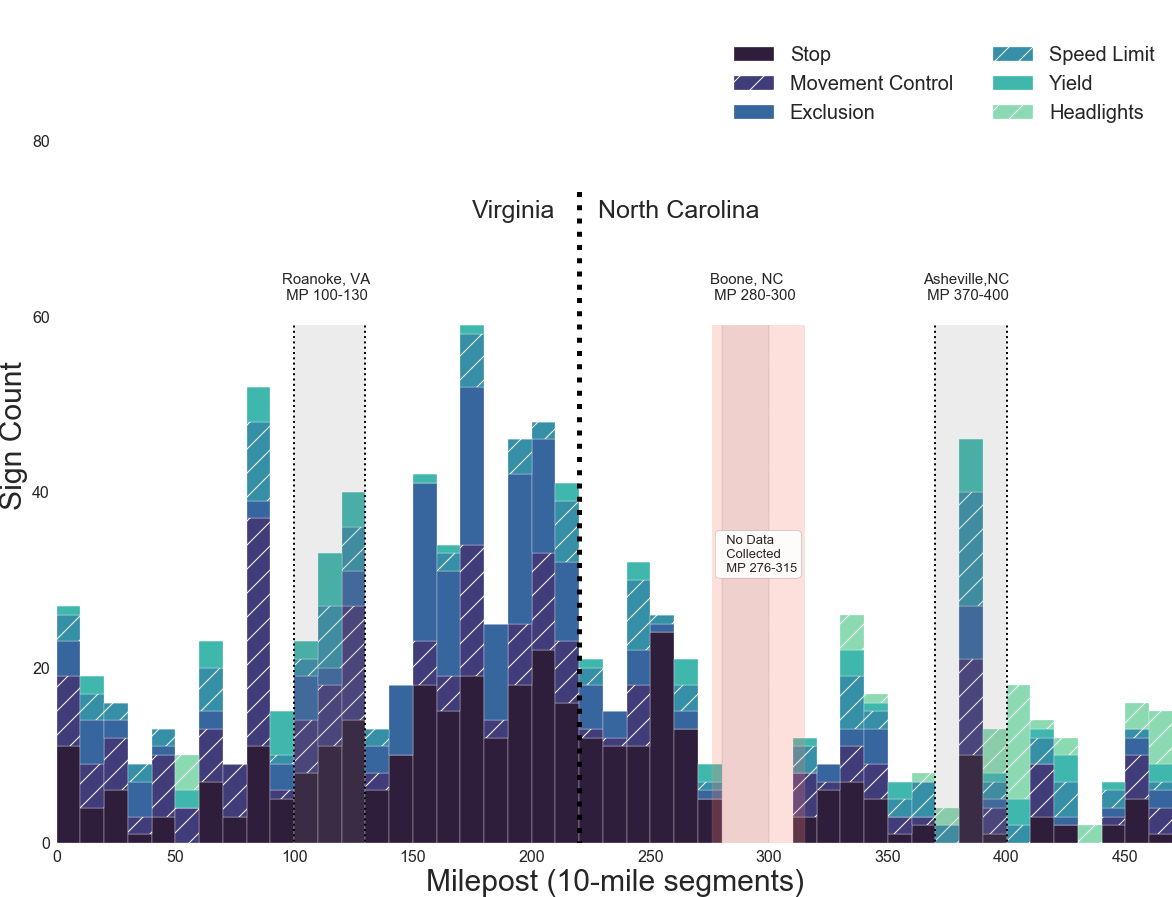 Stop
Movement Control
Exclusion
Speed Limit
Yield
Headlights
80
60
40
20
0
Sign Count
Virginia
North Carolina
Roanoke, VA
MP 100-130
Boone, NC
MP 280-300
Asheville,NC
MP 370-400
No Data
Collected
MP 276-315
0 50 100 150 200 250 300 350 400 450
Milepost (10-mile segments)